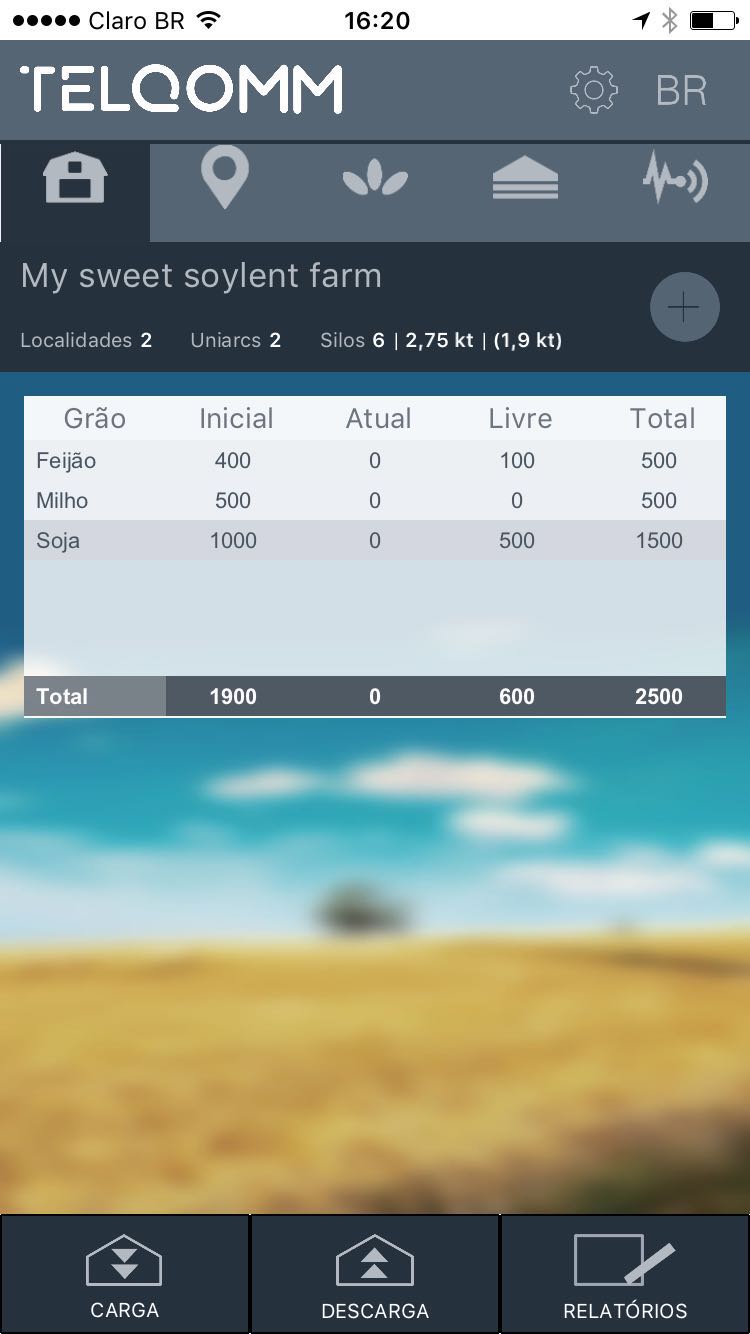 Claro BR 16:20
TELQOMM BR
My sweet soylent farm
Localidades 2 Uniarcs 2 Silos 6 | 2,75 kt | (1,9 kt)
Grão Inicial Atual Livre Total
Feijão 400 0 100 500
Milho 500 0 0 500
Soja 1000 0 500 1500
Total 1900 0 600 2500
CARGA DESCARGA RELATÓRIOS